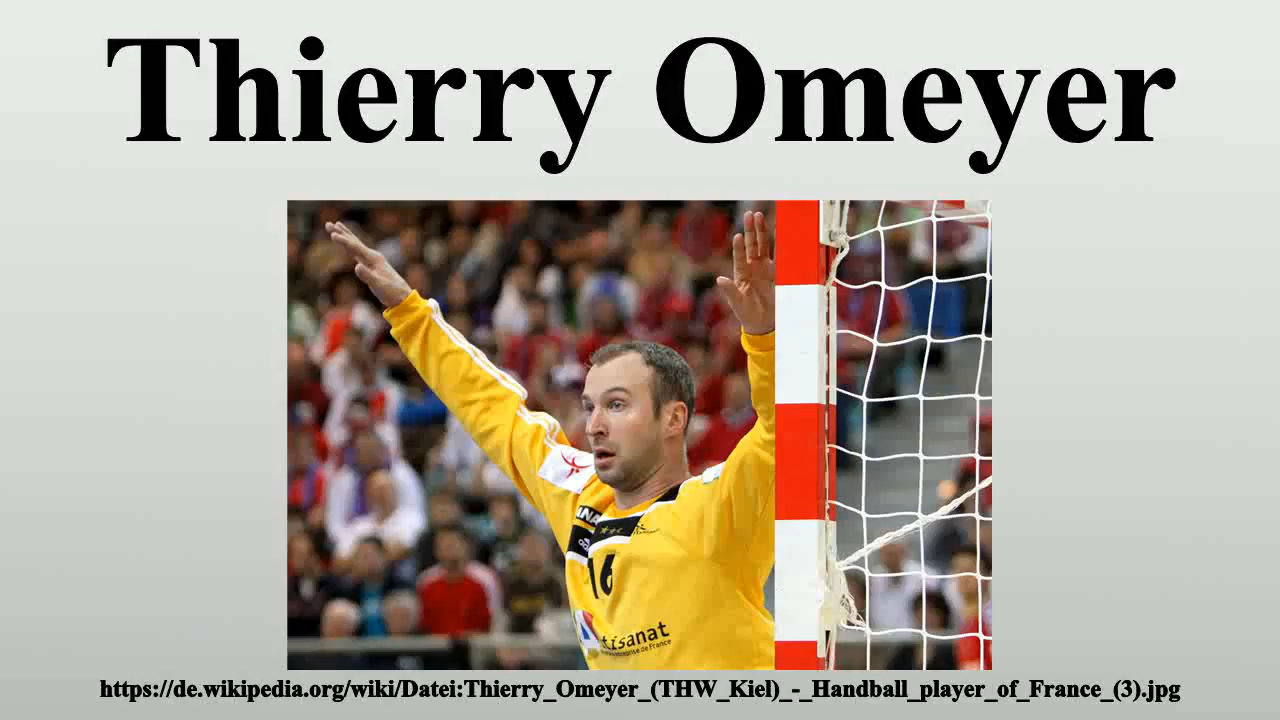 Thierry Omeyer
16
tisanat
https://de.wikipedia.org/wiki/Datei:Thierry_Omeyer_(THW_Kiel)_-_Handball_player_of_France_(3).jpg